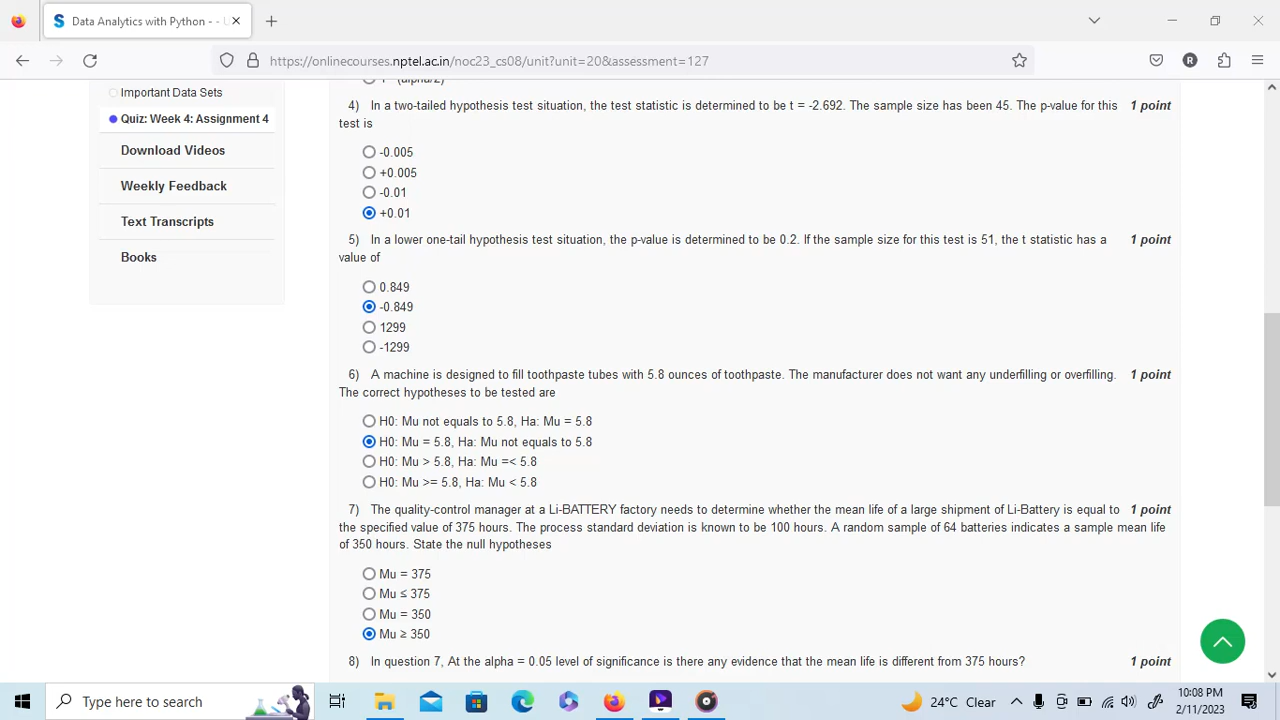 Data Analytics with Python - - U
https://onlinecourses.nptel.ac.in/noc23_cs08/unit?unit=20&assessment=127
R
Important Data Sets
Quiz: Week 4: Assignment 4
Download Videos
Weekly Feedback
Text Transcripts
Books
1 - (alpha/2)
4) In a two-tailed hypothesis test situation, the test statistic is determined to be t = -2.692. The sample size has been 45. The p-value for this 1 point
test is
-0.005
+0.005
-0.01
+0.01
5) In a lower one-tail hypothesis test situation, the p-value is determined to be 0.2. If the sample size for this test is 51, the t statistic has a 1 point
value of
0.849
-0.849
1299
-1299
6) A machine is designed to fill toothpaste tubes with 5.8 ounces of toothpaste. The manufacturer does not want any underfilling or overfilling. 1 point
The correct hypotheses to be tested are
H0: Mu not equals to 5.8, Ha: Mu = 5.8
H0: Mu = 5.8, Ha: Mu not equals to 5.8
H0: Mu > 5.8, Ha: Mu =< 5.8
H0: Mu >= 5.8, Ha: Mu < 5.8
7) The quality-control manager at a Li-BATTERY factory needs to determine whether the mean life of a large shipment of Li-Battery is equal to 1 point
the specified value of 375 hours. The process standard deviation is known to be 100 hours. A random sample of 64 batteries indicates a sample mean life
of 350 hours. State the null hypotheses
Mu = 375
Mu ≤ 375
Mu = 350
Mu ≥ 350
8) In question 7, At the alpha = 0.05 level of significance is there any evidence that the mean life is different from 375 hours? 1 point
Type here to search
24°C Clear
10:08 PM
2/11/2023